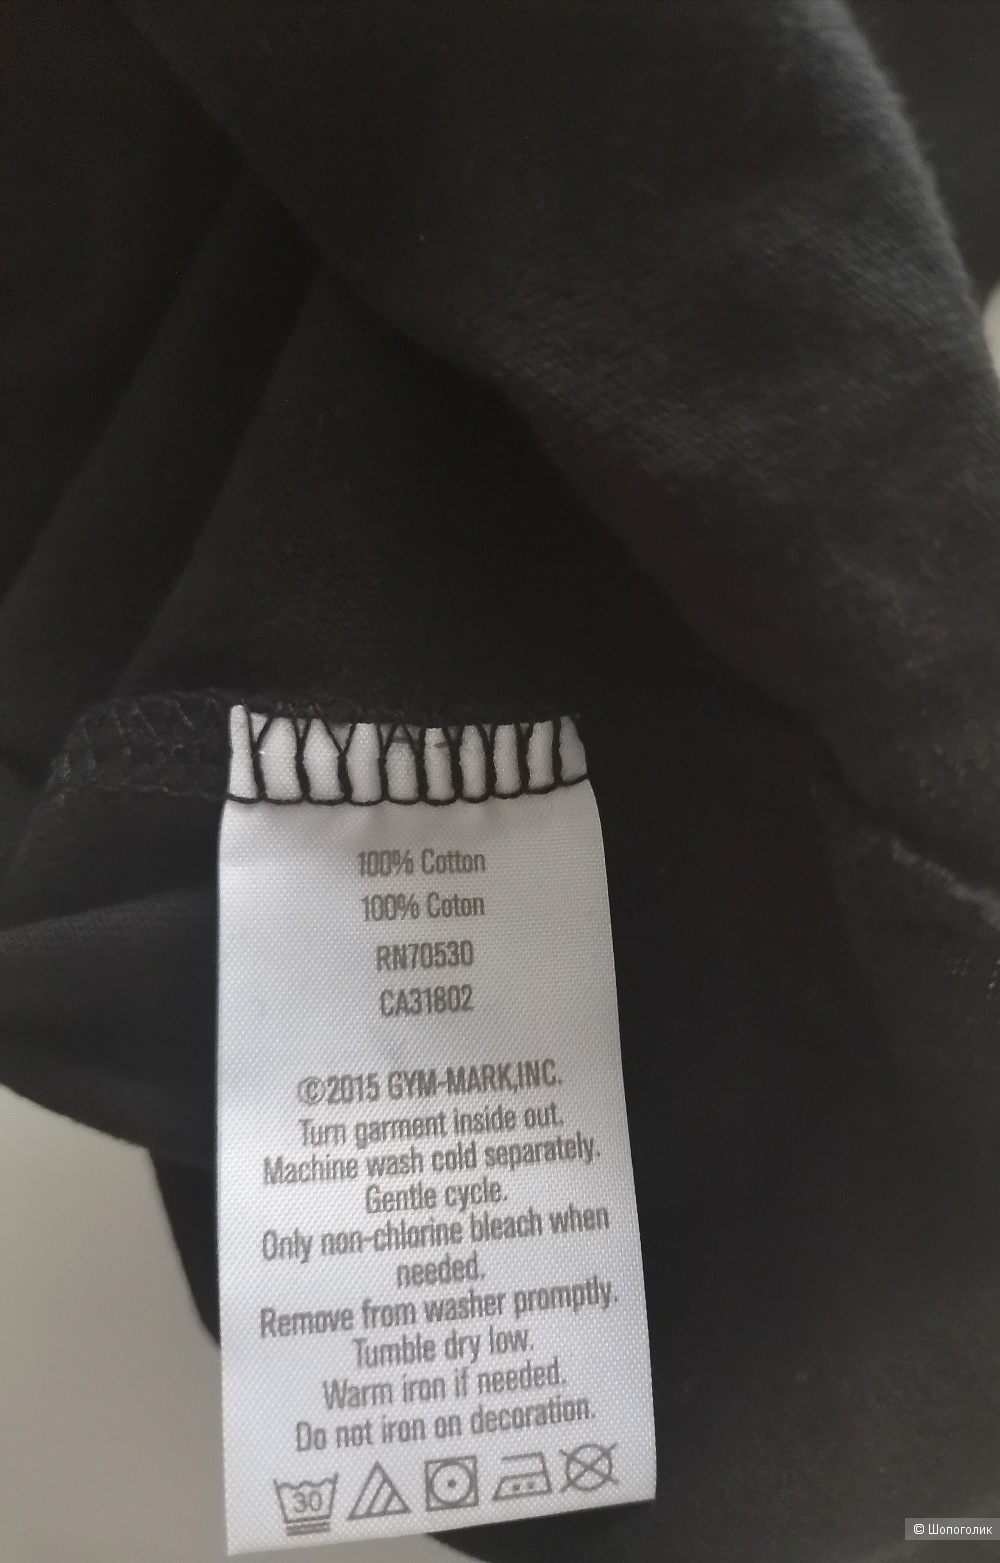 100% Cotton
100% Coton
RN70530
CA31802
©2015 GYM-MARK,INC.
Turn garment inside out.
Machine wash cold separately.
Gentle cycle.
Only non-chlorine bleach when
needed.
Remove from washer promptly.
Tumble dry low.
Warm iron if needed.
Do not iron on decoration.
30
© Шопоголик